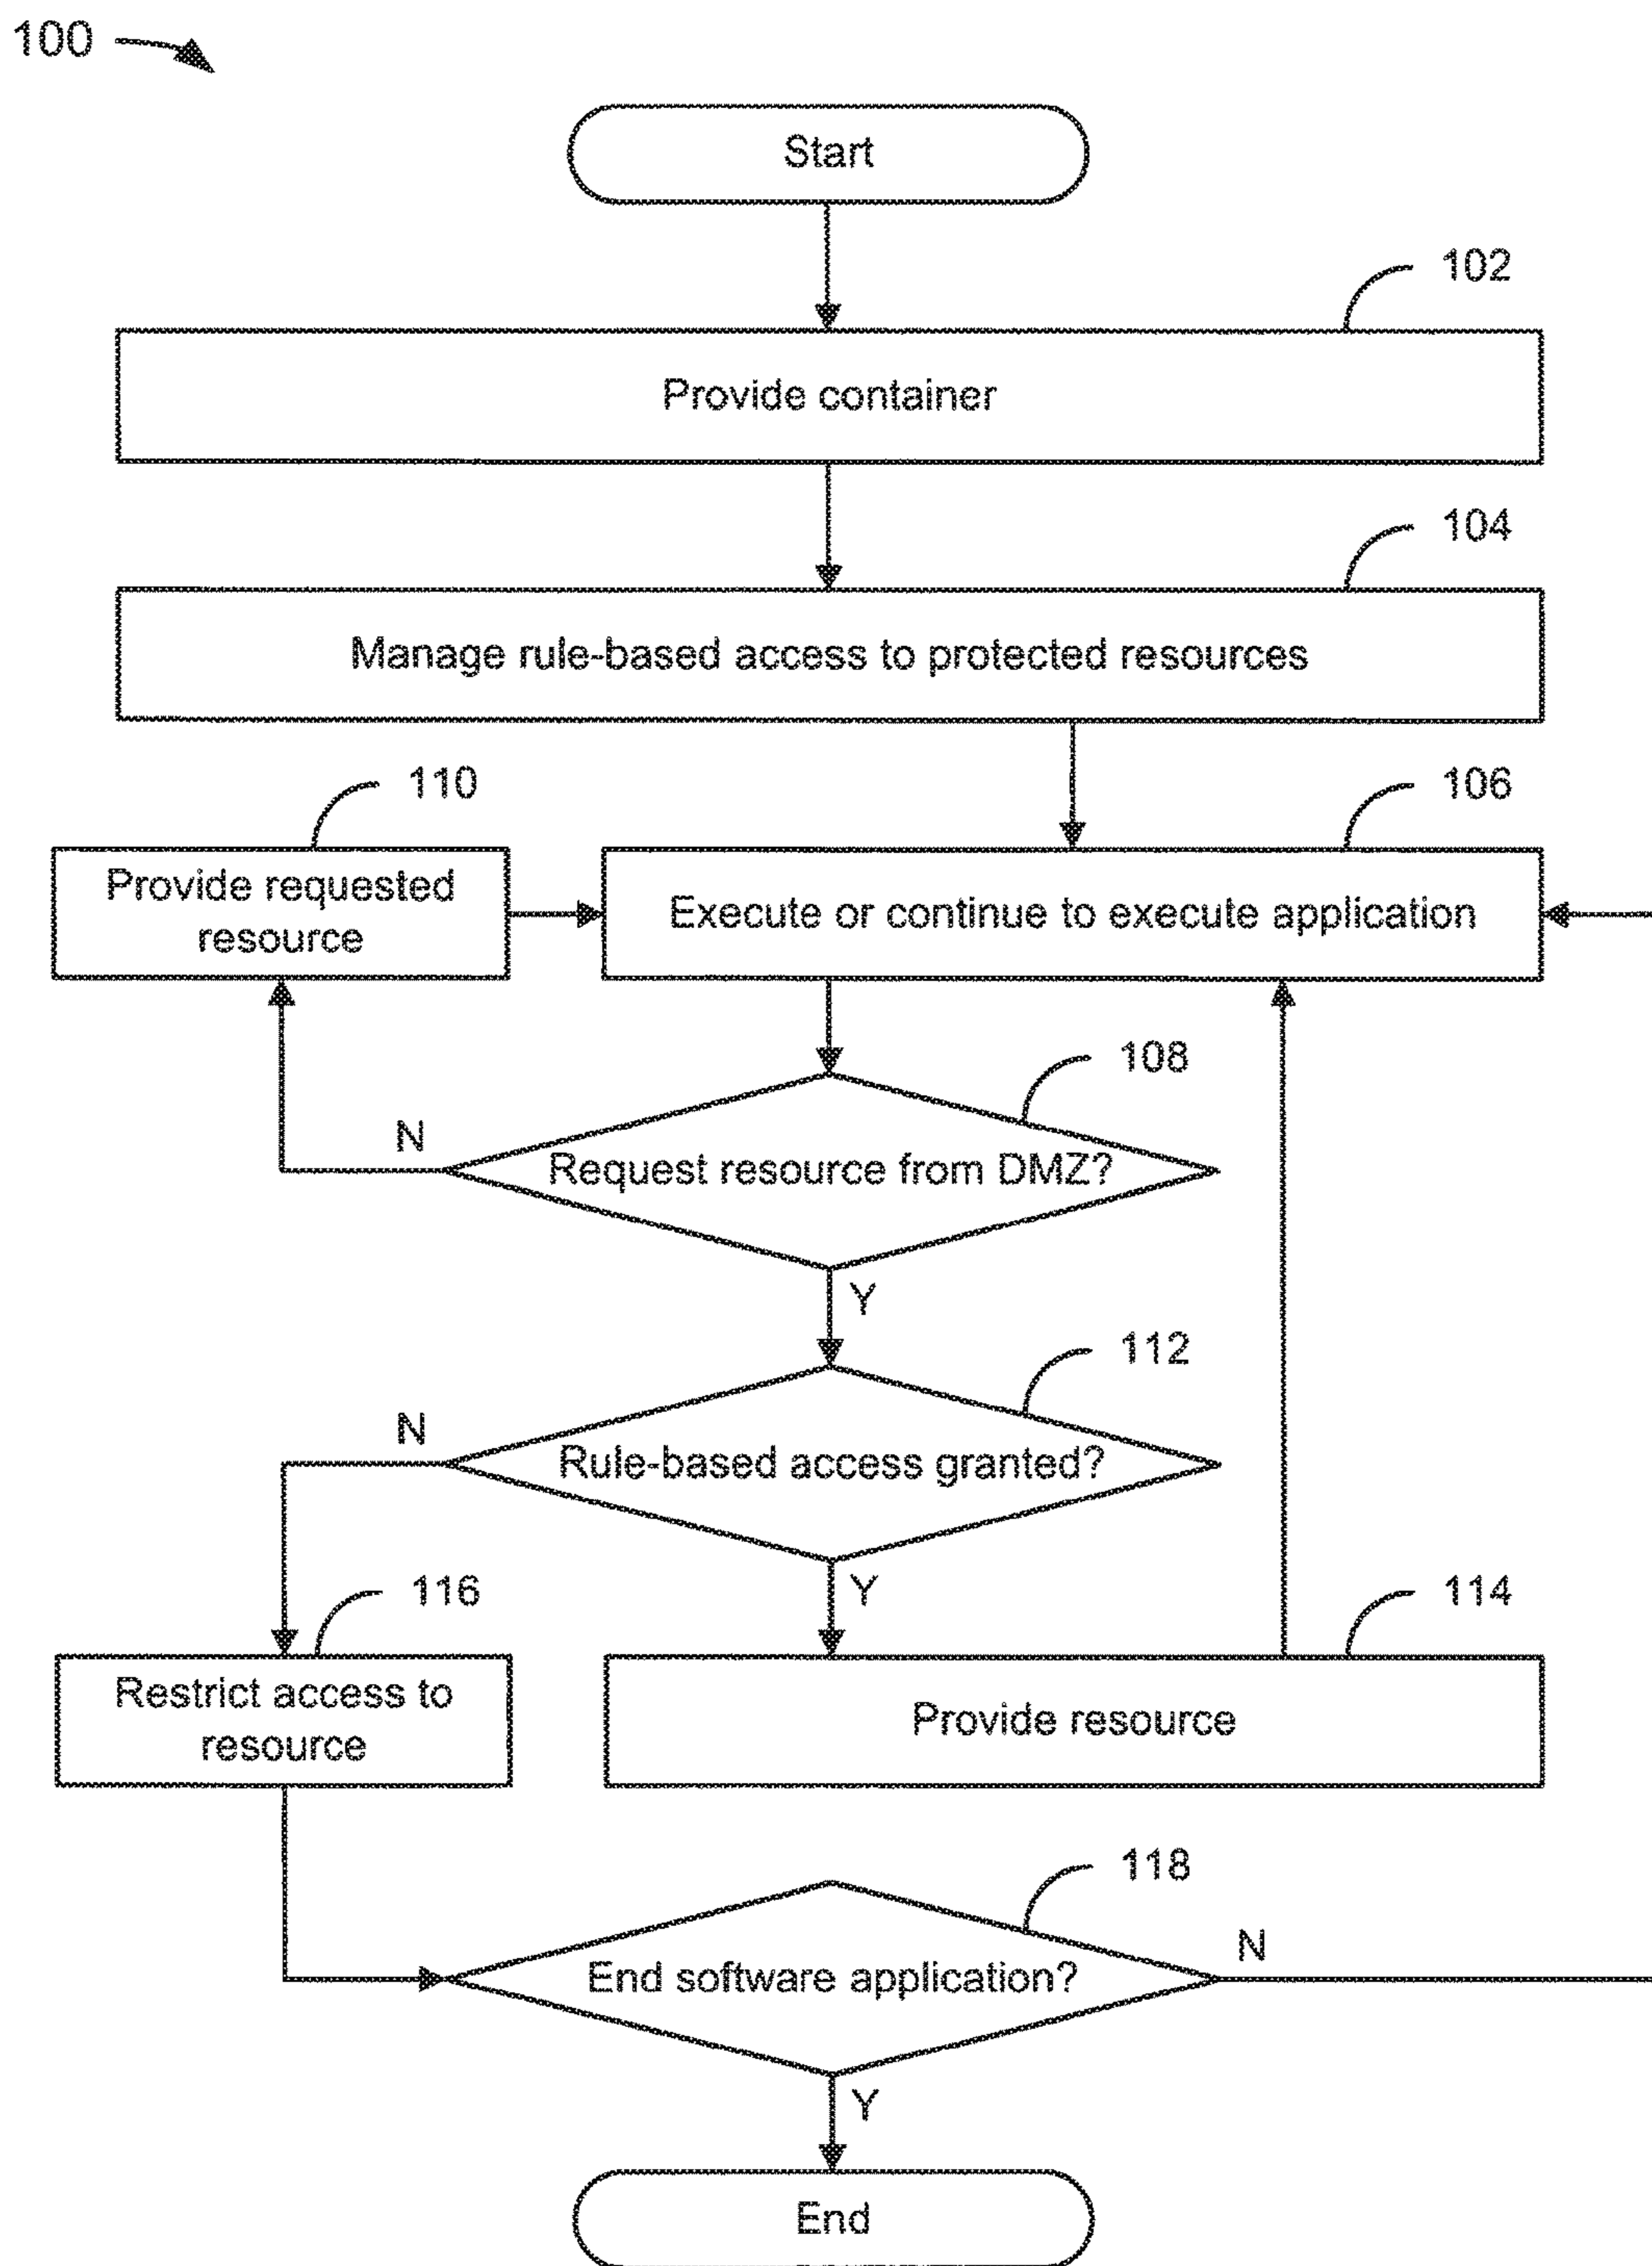 100
Start
102
Provide container
104
Manage rule-based access to protected resources
110
106
Provide requested
resource
Execute or continue to execute application
108
N
Request resource from DMZ?
Y
112
N
Rule-based access granted?
Y
116
114
Restrict access to
resource
Provide resource
118
N
End software application?
Y
End